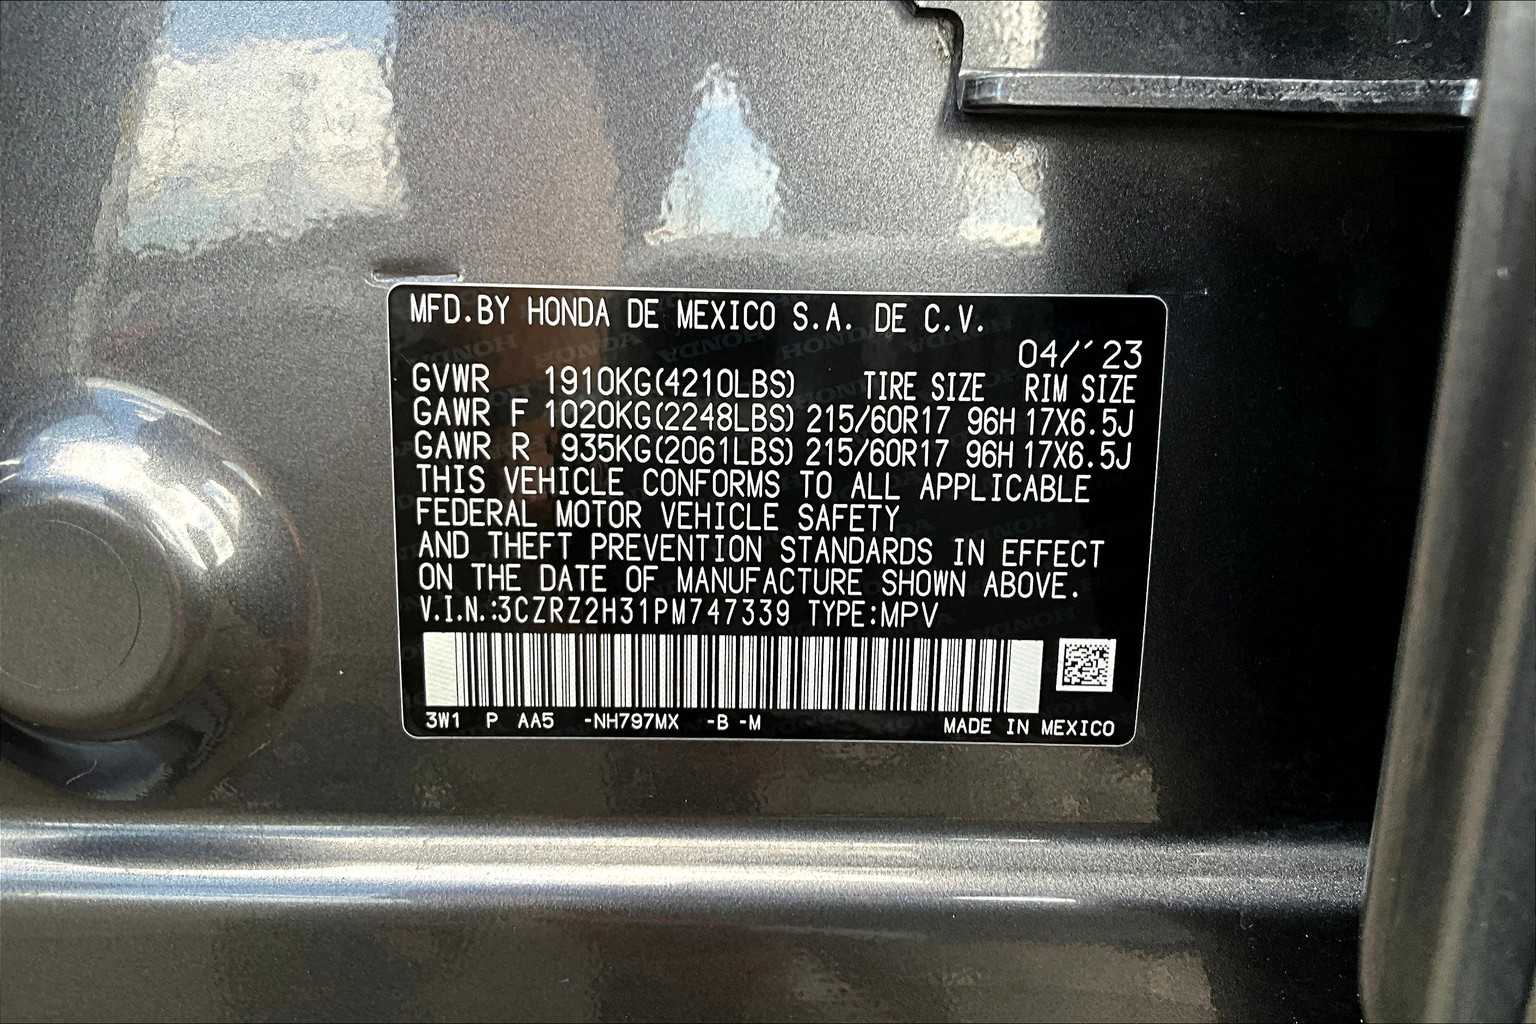 MFD.BY HONDA DE MEXICO S.A. DE C.V.
04/´23
GVWR 1910KG(4210LBS) TIRE SIZE RIM SIZE
GAWR F 1020KG(2248LBS) 215/60R17 96H 17X6.5J
GAWR R 935KG(2061LBS) 215/60R17 96H 17X6.5J
THIS VEHICLE CONFORMS TO ALL APPLICABLE
FEDERAL MOTOR VEHICLE SAFETY
AND THEFT PREVENTION STANDARDS IN EFFECT
ON THE DATE OF MANUFACTURE SHOWN ABOVE.
V.I.N.:3CZRZ2H31PM747339 TYPE:MPV
3W1 P AA5 -NH797MX -B -M MADE IN MEXICO